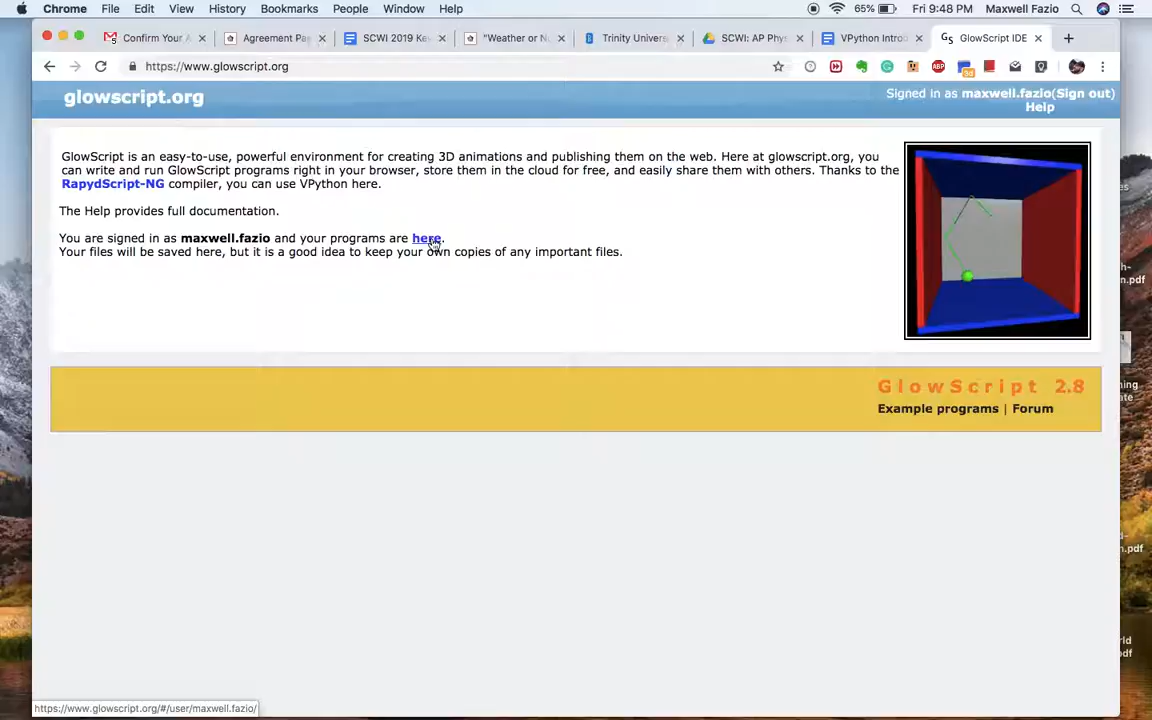 Chrome File Edit View History Bookmarks People Window Help 65% Fri 9:48 PM Maxwell Fazio
Confirm Your A
Agreement Pa
SCWI 2019 Ke
"Weather or N
Trinity Univers
SCWI: AP Phys
VPython Introd
GlowScript IDE
https://www.glowscript.org
glowscript.org
Signed in as maxwell.fazio(Sign out)
Help
GlowScript is an easy-to-use, powerful environment for creating 3D animations and publishing them on the web. Here at glowscript.org, you
can write and run GlowScript programs right in your browser, store them in the cloud for free, and easily share them with others. Thanks to the
RapydScript-NG compiler, you can use VPython here.
The Help provides full documentation.
You are signed in as maxwell.fazio and your programs are here.
Your files will be saved here, but it is a good idea to keep your own copies of any important files.
GlowScript 2.8
Example programs | Forum
https://www.glowscript.org/#/user/maxwell.fazio/